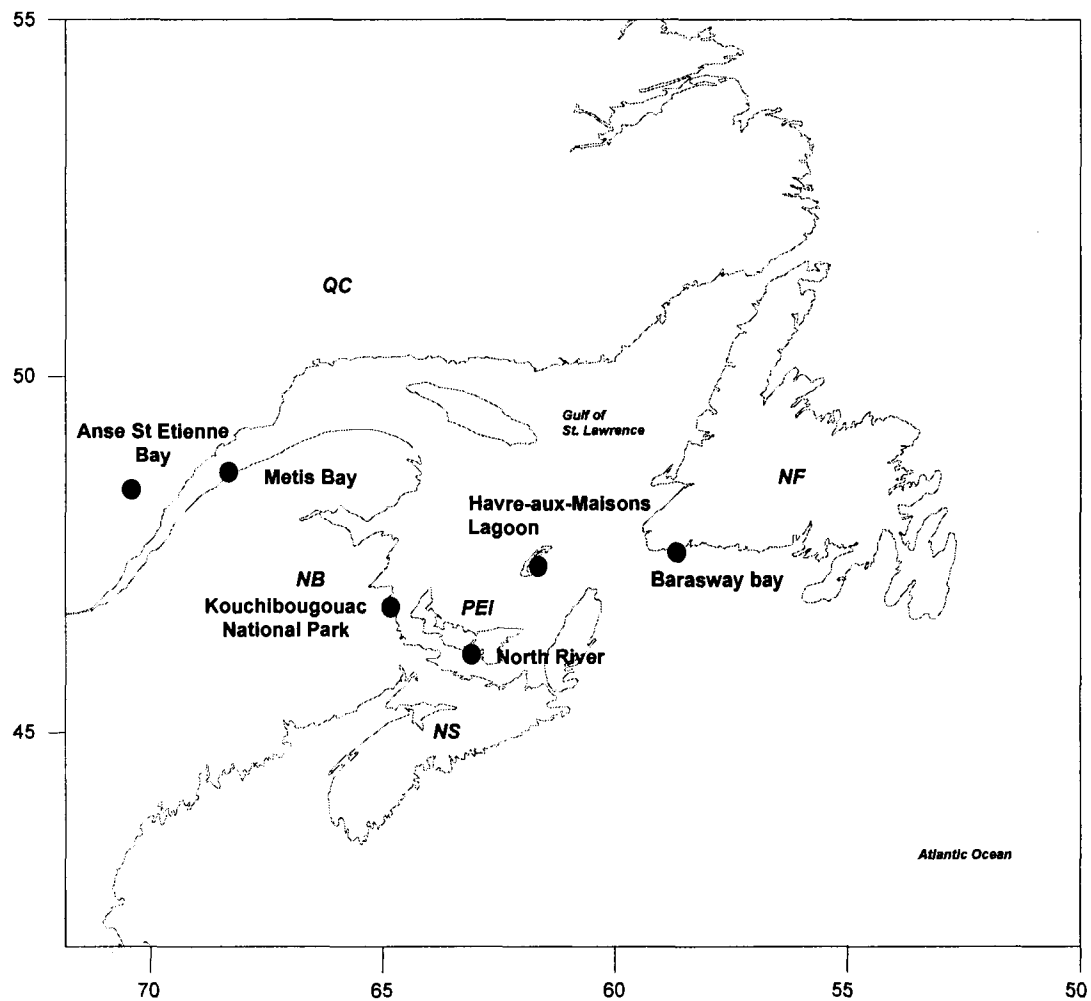 55
QC
50
Gulf of
St. Lawrence
Anse St Etienne
Bay
Metis Bay
NF
Havre-aux-Maisons
Lagoon
NB
Barasway bay
Kouchibougouac
National Park
PEI
North River
45
NS
Atlantic Ocean
70
65
60
55
50